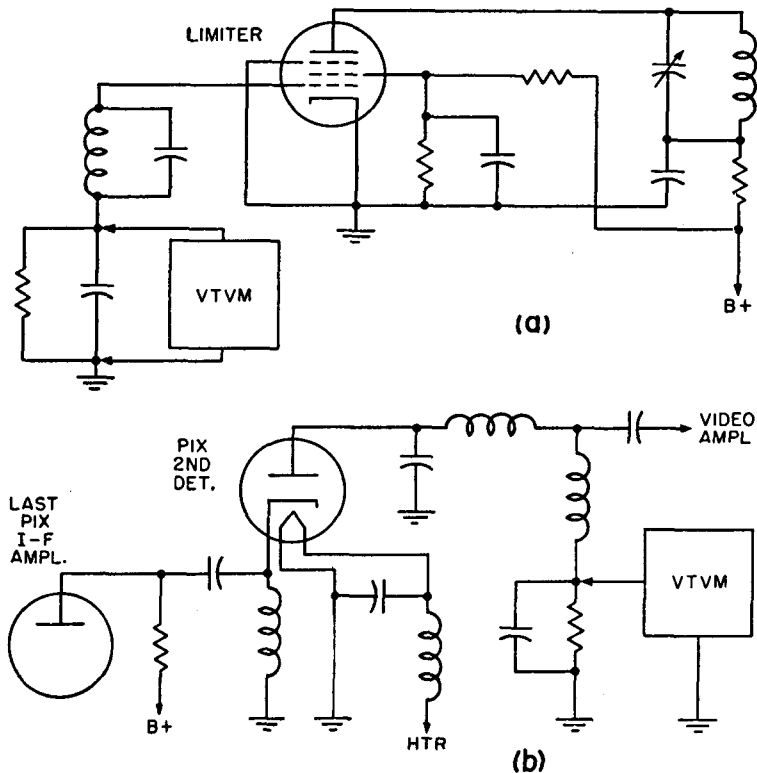 LIMITER
VTVM
B+
(a)
PIX
2ND
DET.
VIDEO
AMPL
LAST
PIX
I-F
AMPL.
VTVM
B+
HTR
(b)